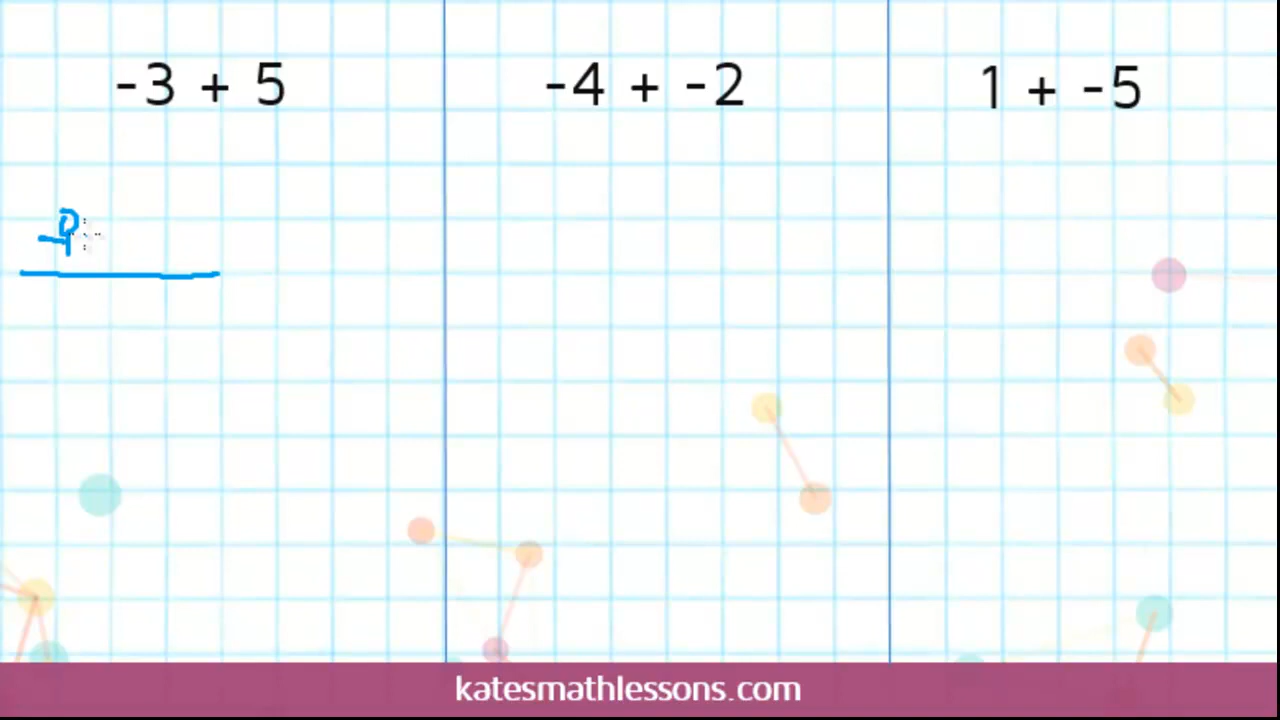 -3 + 5
-4 + -2
1 + -5
katesmathlessons.com